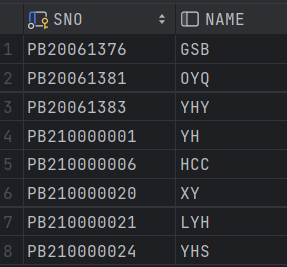 SNO NAME
1 PB20061376 GSB
2 PB20061381 OYQ
3 PB20061383 YHY
4 PB210000001 YH
5 PB210000006 HCC
6 PB210000020 XY
7 PB210000021 LYH
8 PB210000024 YHS